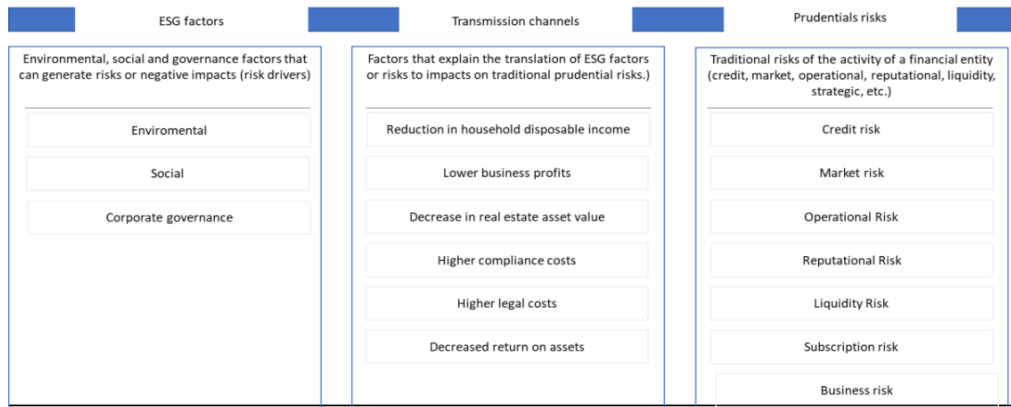 ESG factors
Transmission channels
Prudentials risks
Environmental, social and governance factors that
can generate risks or negative impacts (risk drivers)
Enviromental
Social
Corporate governance
Factors that explain the translation of ESG factors
or risks to impacts on traditional prudential risks.)
Reduction in household disposable income
Lower business profits
Decrease in real estate asset value
Higher compliance costs
Higher legal costs
Decreased return on assets
Traditional risks of the activity of a financial entity
(credit, market, operational, reputational, liquidity,
strategic, etc.)
Credit risk
Market risk
Operational Risk
Reputational Risk
Liquidity Risk
Subscription risk
Business risk